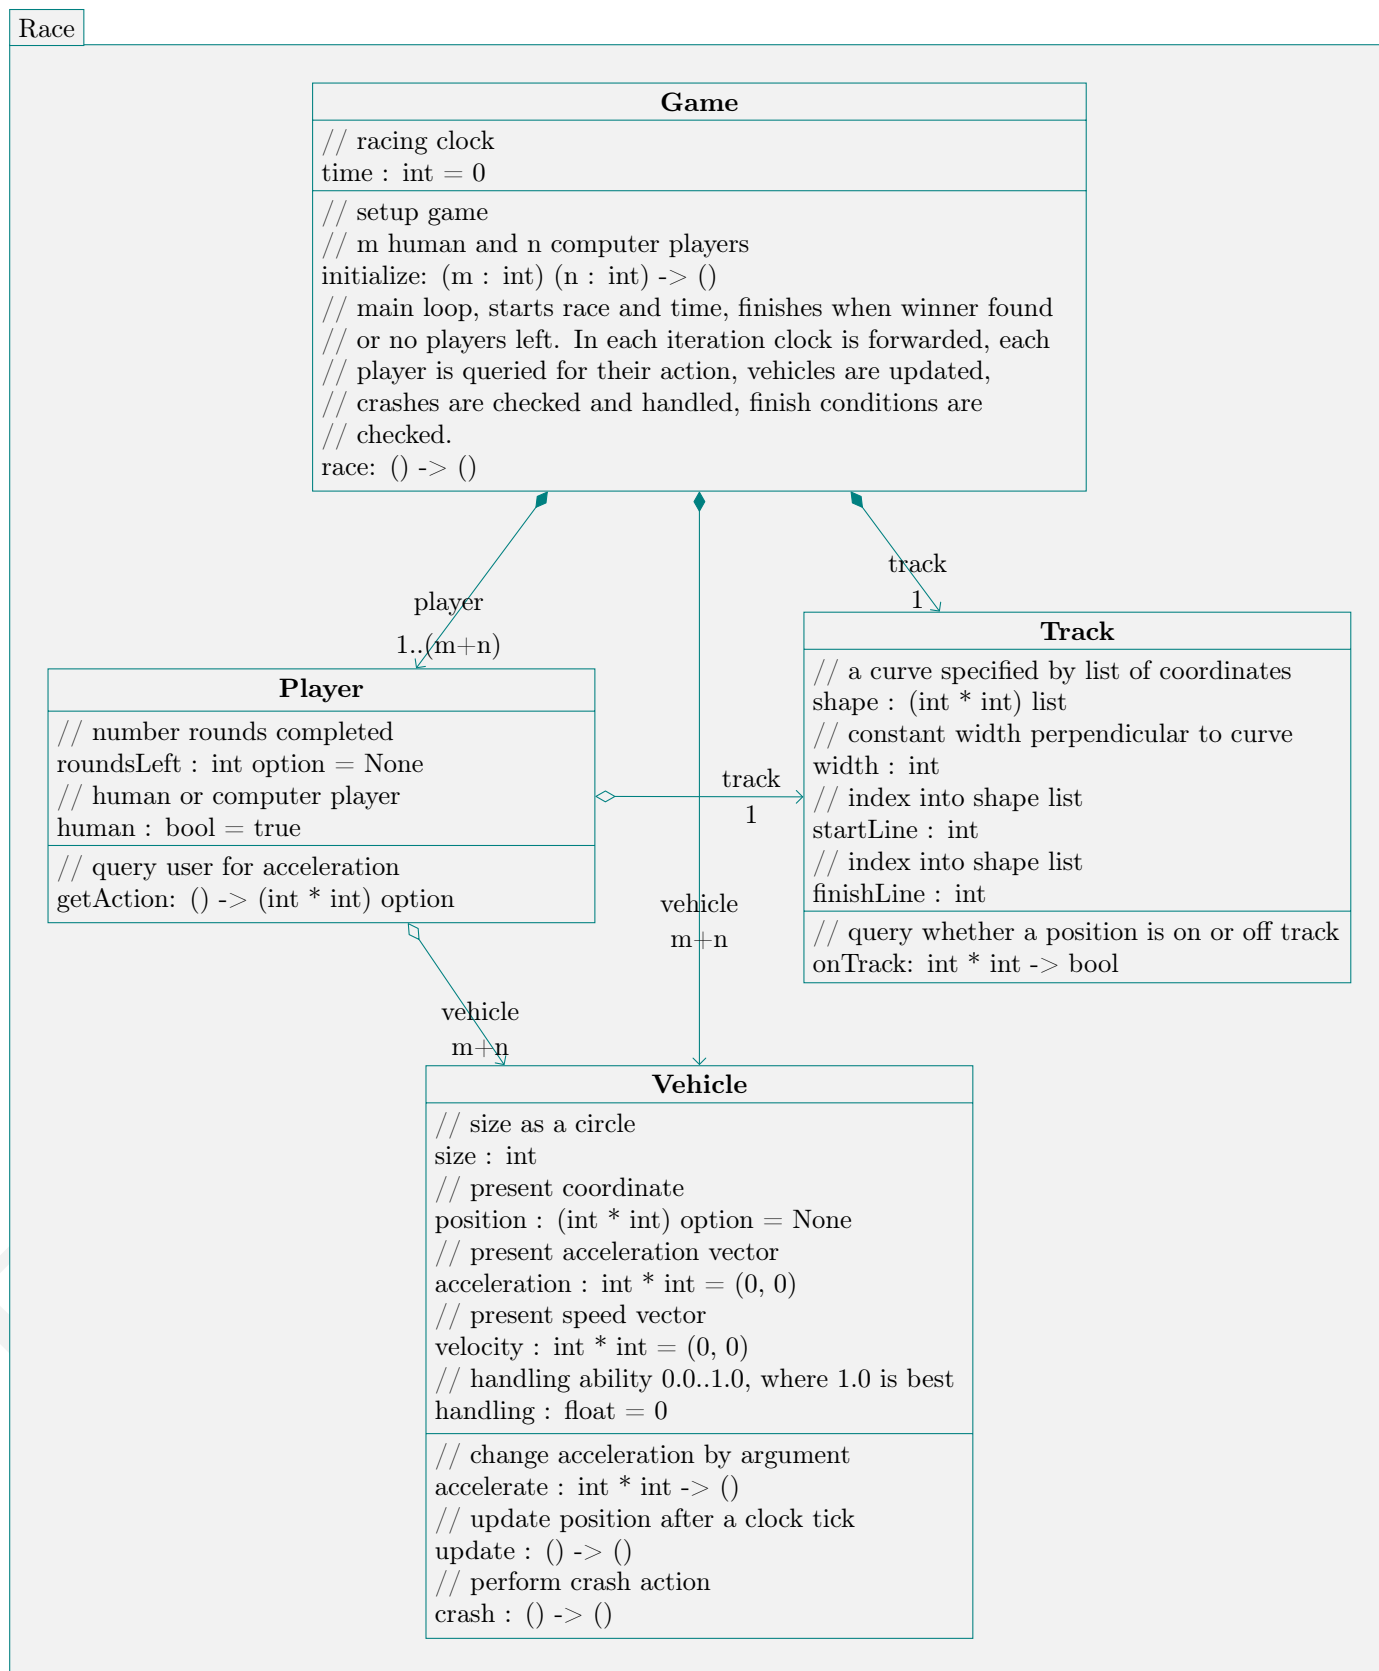 Race
Game
// racing clock
time : int = 0
// setup game
// m human and n computer players
initialize: (m : int) (n : int) -> ()
// main loop, starts race and time, finishes when winner found
// or no players left. In each iteration clock is forwarded, each
// player is queried for their action, vehicles are updated,
// crashes are checked and handled, finish conditions are
// checked.
race: () -> ()
player
1..(m+n)
track
1
Player
// number rounds completed
roundsLeft : int option = None
// human or computer player
human : bool = true
// query user for acceleration
getAction: () -> (int * int) option
track
1
Track
// a curve specified by list of coordinates
shape : (int * int) list
// constant width perpendicular to curve
width : int
// index into shape list
startLine : int
// index into shape list
finishLine : int
// query whether a position is on or off track
onTrack: int * int -> bool
vehicle
m+n
vehicle
m+n
Vehicle
// size as a circle
size : int
// present coordinate
position : (int * int) option = None
// present acceleration vector
acceleration : int * int = (0, 0)
// present speed vector
velocity : int * int = (0, 0)
// handling ability 0.0..1.0, where 1.0 is best
handling : float = 0
// change acceleration by argument
accelerate : int * int -> ()
// update position after a clock tick
update : () -> ()
// perform crash action
crash : () -> ()